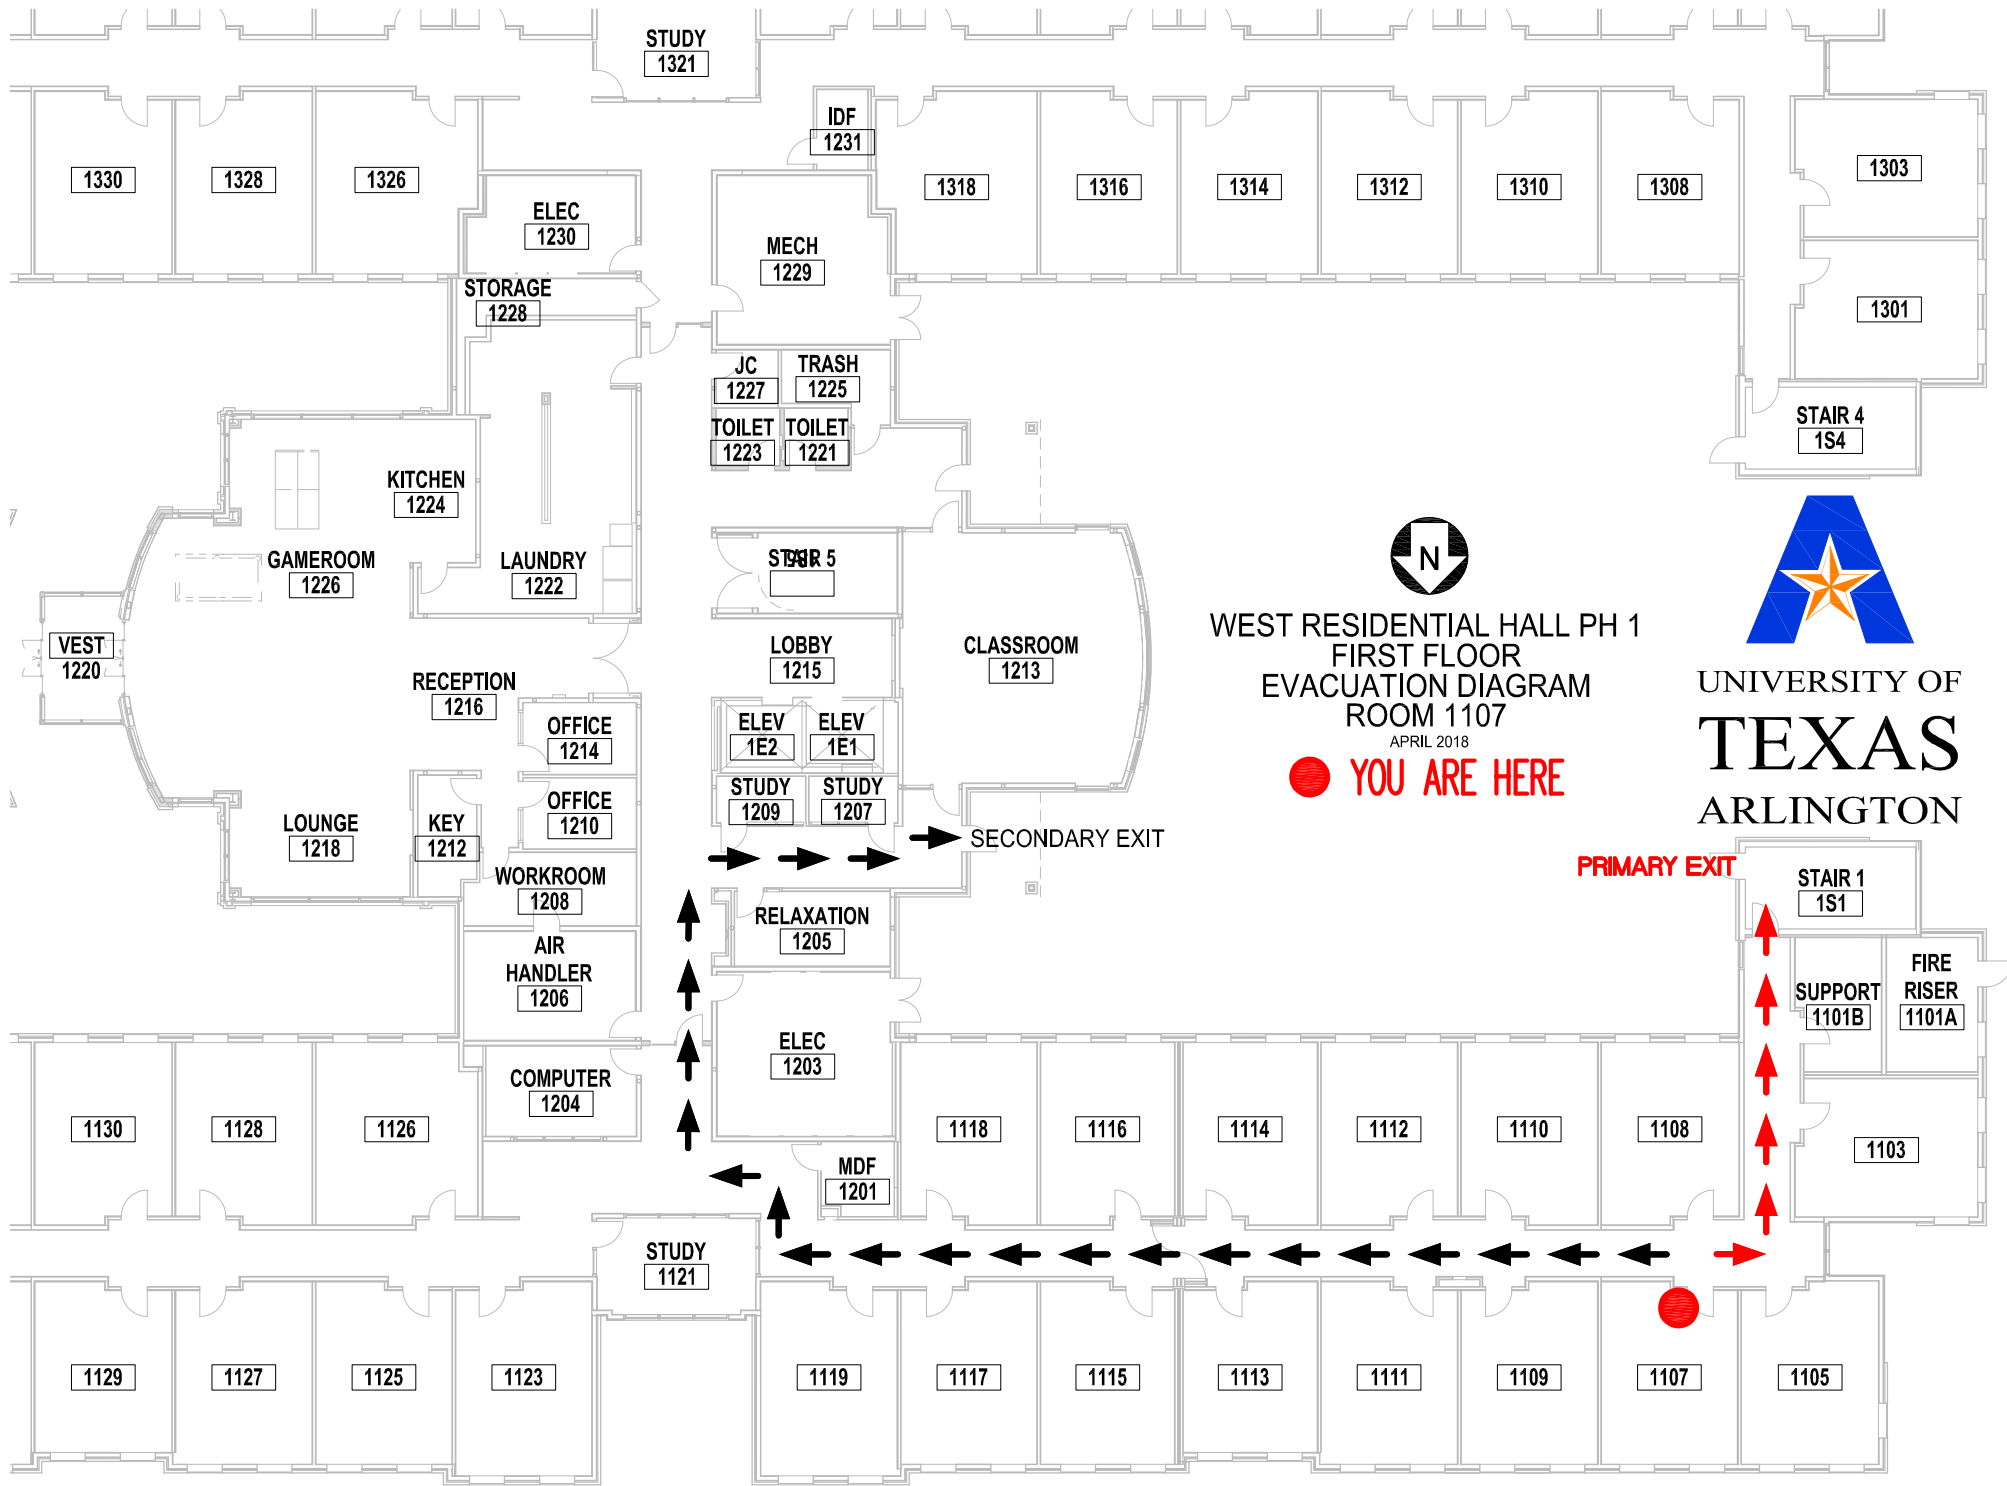 STUDY
1321
IDF
1231
1330
1328
1326
1318
1316
1314
1312
1310
1308
1303
ELEC
1230
MECH
1229
STORAGE
1228
1301
JC
1227
TRASH
1225
TOILET
1223
TOILET
1221
STAIR 4
1S4
KITCHEN
1224
GAMEROOM
1226
LAUNDRY
1222
STAIR 5
N
VEST
1220
LOBBY
1215
CLASSROOM
1213
RECEPTION
1216
OFFICE
1214
ELEV
1E2
ELEV
1E1
WEST RESIDENTIAL HALL PH 1
FIRST FLOOR
EVACUATION DIAGRAM
ROOM 1107
APRIL 2018
YOU ARE HERE
UNIVERSITY OF
TEXAS
ARLINGTON
STUDY
1209
STUDY
1207
OFFICE
1210
LOUNGE
1218
KEY
1212
SECONDARY EXIT
PRIMARY EXIT
WORKROOM
1208
STAIR 1
1S1
RELAXATION
1205
AIR
HANDLER
1206
SUPPORT
1101B
FIRE
RISER
1101A
ELEC
1203
COMPUTER
1204
1130
1128
1126
1118
1116
1114
1112
1110
1108
1103
MDF
1201
STUDY
1121
1129
1127
1125
1123
1119
1117
1115
1113
1111
1109
1107
1105